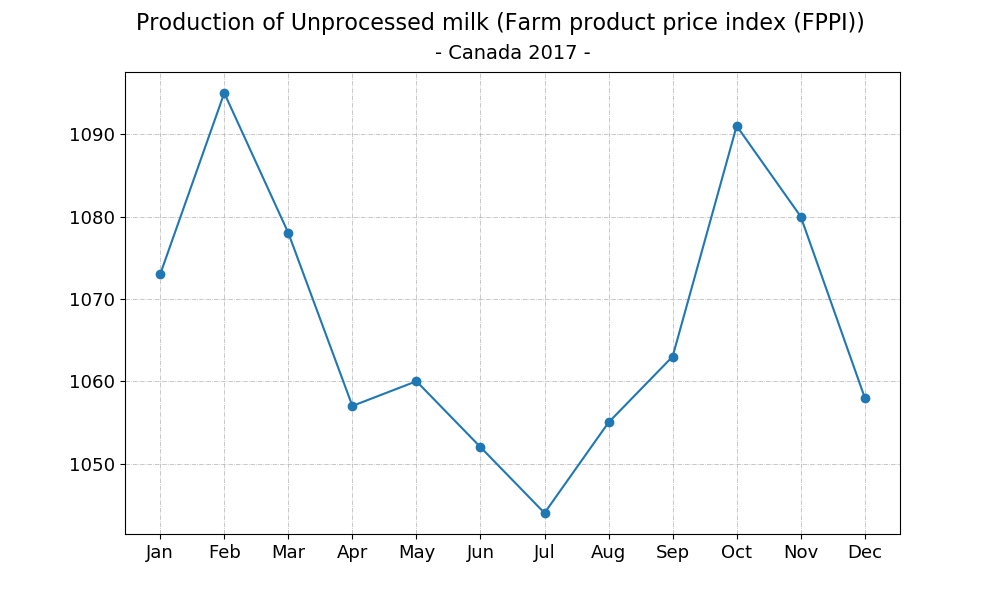 Production of Unprocessed milk (Farm product price index (FPPI))
- Canada 2017 -
1090
1080
1070
1060
1050
Jan Feb Mar Apr May Jun Jul Aug Sep Oct Nov Dec